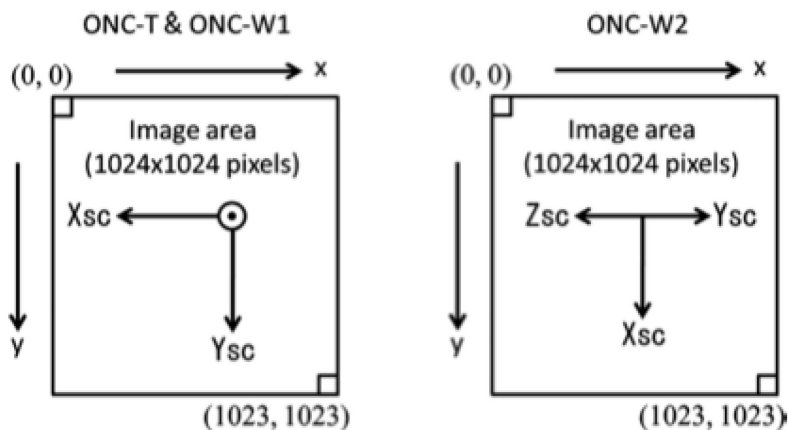 ONC-T & ONC-W1
(0, 0)
x
Image area
(1024x1024 pixels)
Xsc
Ysc
y
(1023, 1023)
ONC-W2
(0, 0)
x
Image area
(1024x1024 pixels)
Zsc
Ysc
Xsc
y
(1023, 1023)